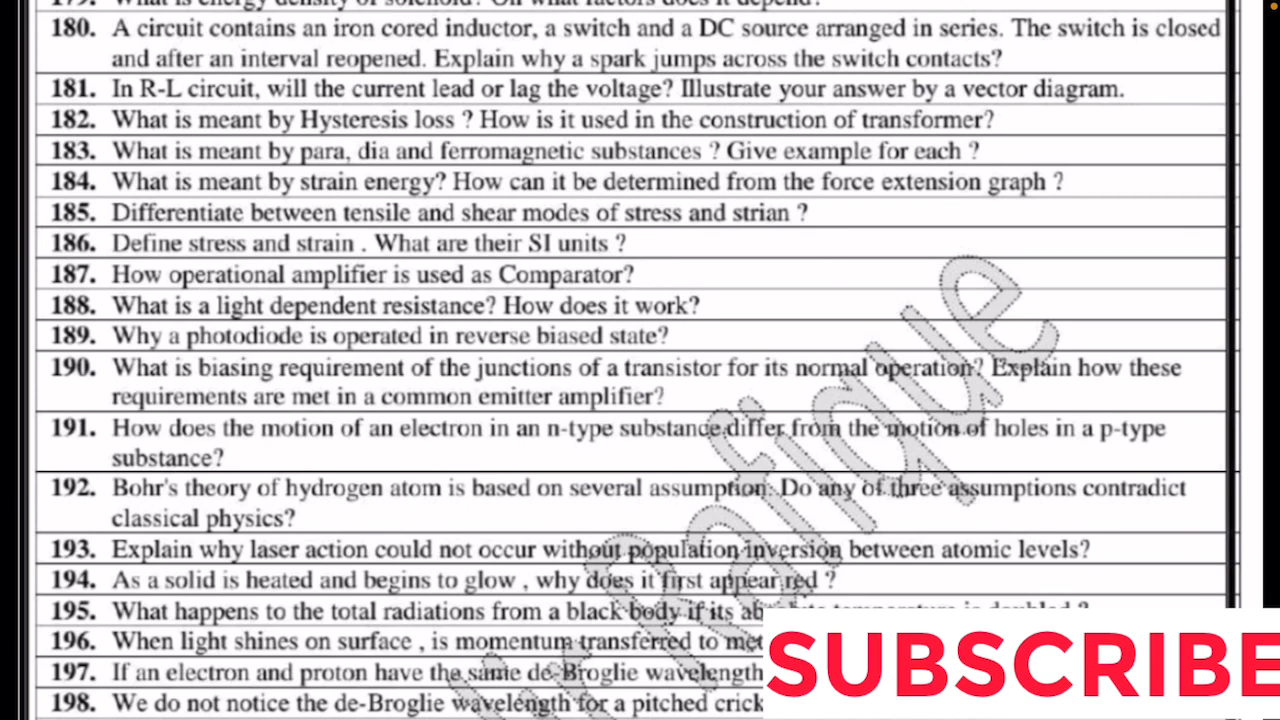 179. What is energy density of solenoid? On what factors does it depend?
180. A circuit contains an iron cored inductor, a switch and a DC source arranged in series. The switch is closed
and after an interval reopened. Explain why a spark jumps across the switch contacts?
181. In R-L circuit, will the current lead or lag the voltage? Illustrate your answer by a vector diagram.
182. What is meant by Hysteresis loss ? How is it used in the construction of transformer?
183. What is meant by para, dia and ferromagnetic substances ? Give example for each ?
184. What is meant by strain energy? How can it be determined from the force extension graph ?
185. Differentiate between tensile and shear modes of stress and strian ?
186. Define stress and strain . What are their SI units ?
187. How operational amplifier is used as Comparator?
188. What is a light dependent resistance? How does it work?
189. Why a photodiode is operated in reverse biased state?
190. What is biasing requirement of the junctions of a transistor for its normal operation? Explain how these
requirements are met in a common emitter amplifier?
191. How does the motion of an electron in an n-type substance differ from the motion of holes in a p-type
substance?
192. Bohr's theory of hydrogen atom is based on several assumption. Do any of three assumptions contradict
classical physics?
193. Explain why laser action could not occur without population inversion between atomic levels?
194. As a solid is heated and begins to glow , why does it first appear red ?
195. What happens to the total radiations from a black body if its
196. When light shines on surface , is momentum transferred to
197. If an electron and proton have the same de-Broglie wavelength
198. We do not notice the de-Broglie wavelength for a pitched
Rafique
SUBSCRIBE